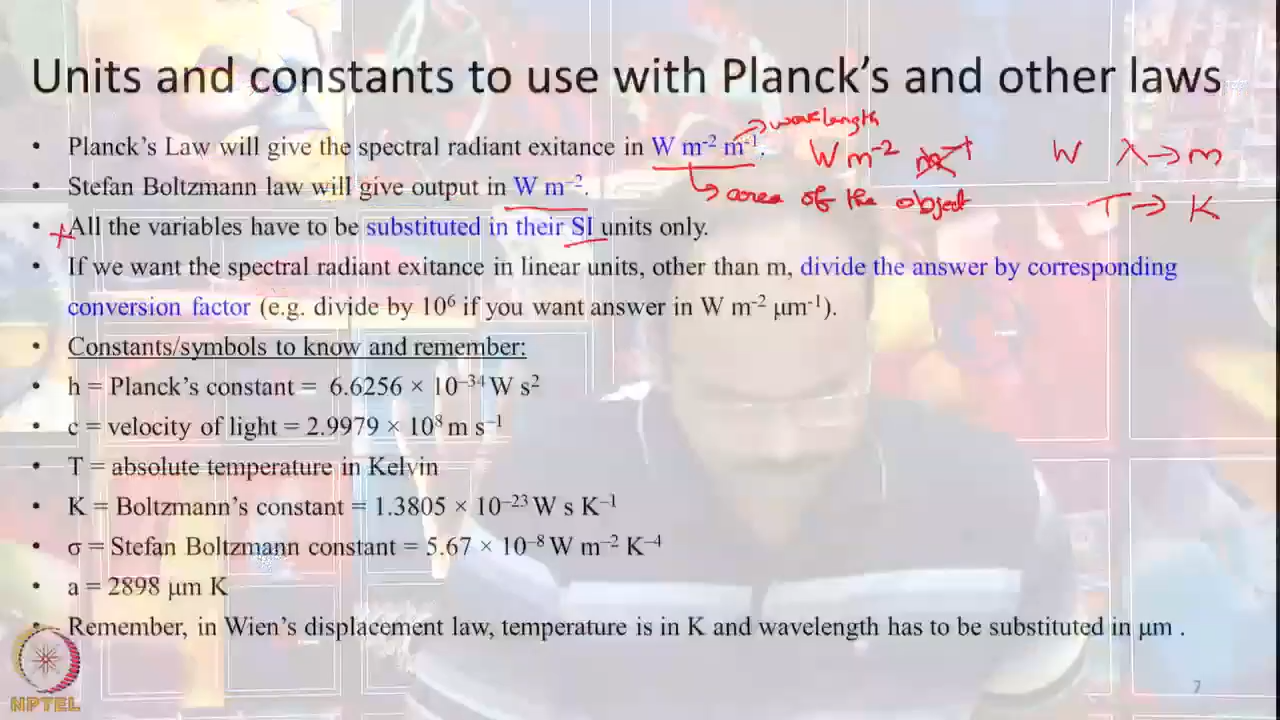 Units and constants to use with Planck's and other laws
→ wavelength
• Planck's Law will give the spectral radiant exitance in W m⁻² m⁻¹. W m⁻² W λ → m
→ area of the object T → K
• Stefan Boltzmann law will give output in W m⁻².
• All the variables have to be substituted in their SI units only.
• If we want the spectral radiant exitance in linear units, other than m, divide the answer by corresponding
conversion factor (e.g. divide by 10⁶ if you want answer in W m⁻² μm⁻¹).
• Constants/symbols to know and remember:
• h = Planck's constant = 6.6256 × 10⁻³⁴ W s²
• c = velocity of light = 2.9979 × 10⁸ m s⁻¹
• T = absolute temperature in Kelvin
• K = Boltzmann's constant = 1.3805 × 10⁻²³ W s K⁻¹
• σ = Stefan Boltzmann constant = 5.67 × 10⁻⁸ W m⁻² K⁻⁴
• a = 2898 μm K
• Remember, in Wien's displacement law, temperature is in K and wavelength has to be substituted in μm .
NPTEL
7